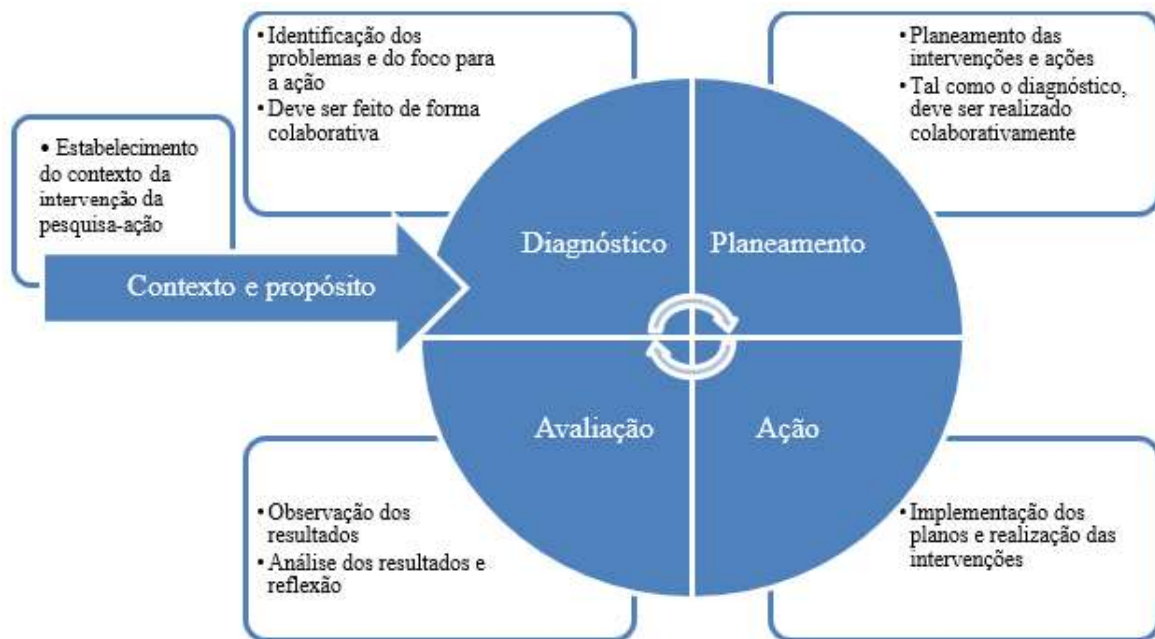 • Estabelecimento
do contexto da
intervenção da
pesquisa-ação
Contexto e propósito
• Identificação dos
problemas e do foco para
a ação
• Deve ser feito de forma
colaborativa
Diagnóstico
• Planeamento das
intervenções e ações
• Tal como o diagnóstico,
deve ser realizado
colaborativamente
Planeamento
Avaliação
• Observação dos
resultados
• Análise dos resultados e
reflexão
Ação
• Implementação dos
planos e realização das
intervenções